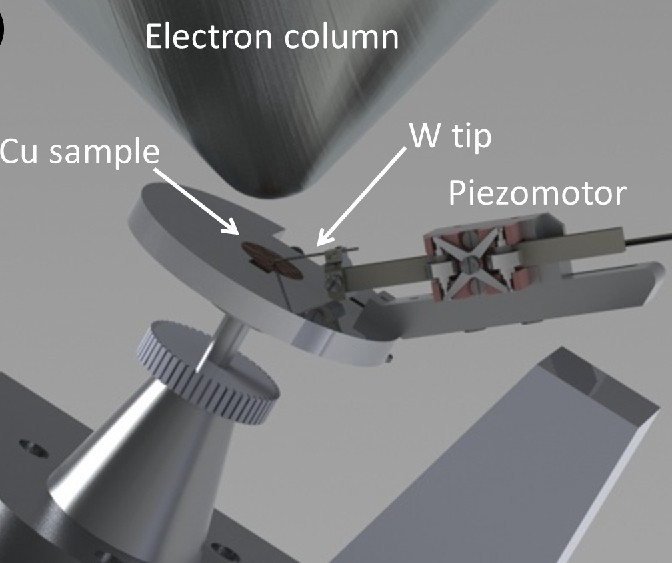 Electron column
Cu sample
W tip
Piezomotor